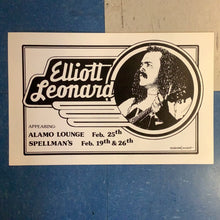 Elliott
Leonard
APPEARING
ALAMO LOUNGE Feb. 25th
SPELLMAN'S Feb. 19th & 26th